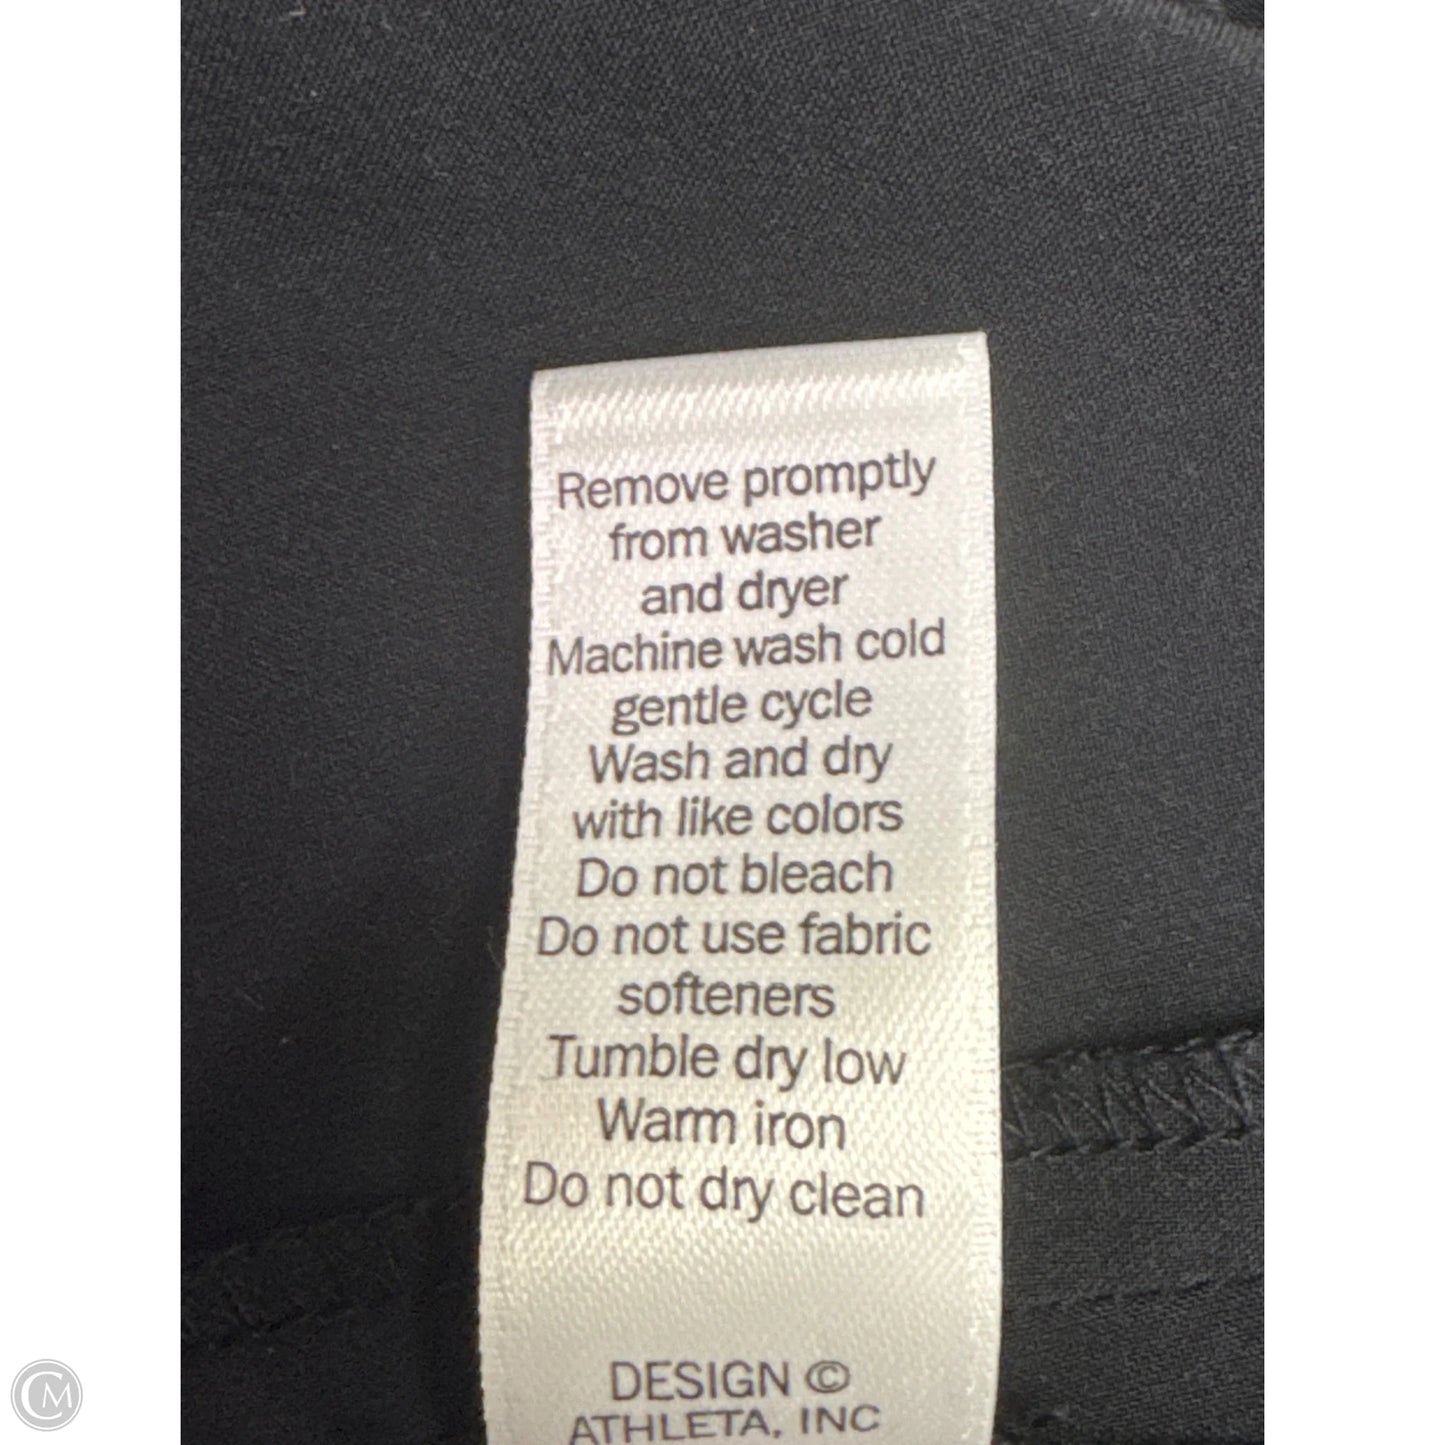 Remove promptly
from washer
and dryer
Machine wash cold
gentle cycle
Wash and dry
with like colors
Do not bleach
Do not use fabric
softeners
Tumble dry low
Warm iron
Do not dry clean
DESIGN ©
ATHLETA, INC
CM